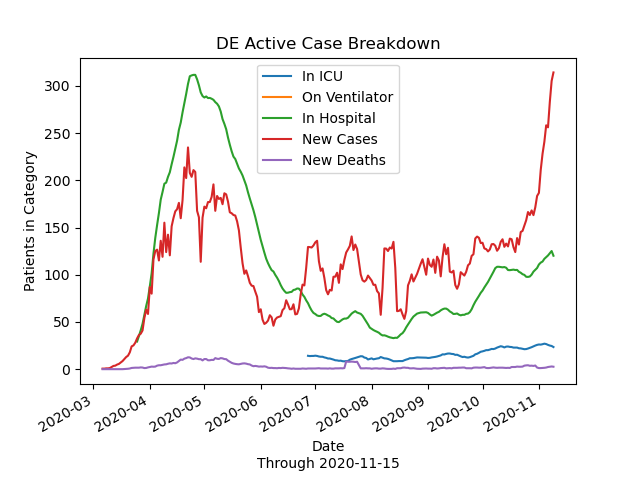 DE Active Case Breakdown
Patients in Category
300
250
200
150
100
50
0
In ICU
On Ventilator
In Hospital
New Cases
New Deaths
2020-03
2020-04
2020-05
2020-06
2020-07
2020-08
2020-09
2020-10
2020-11
Date
Through 2020-11-15